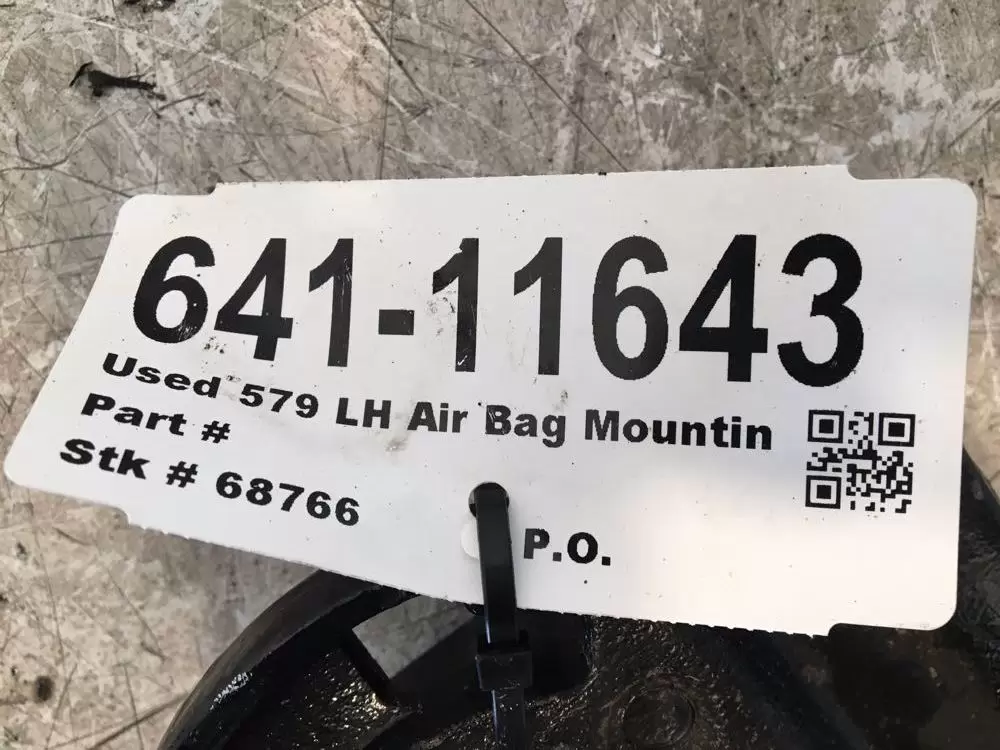 641-11643
Used 579 LH Air Bag Mountin
Part #
Stk # 68766
P.O.